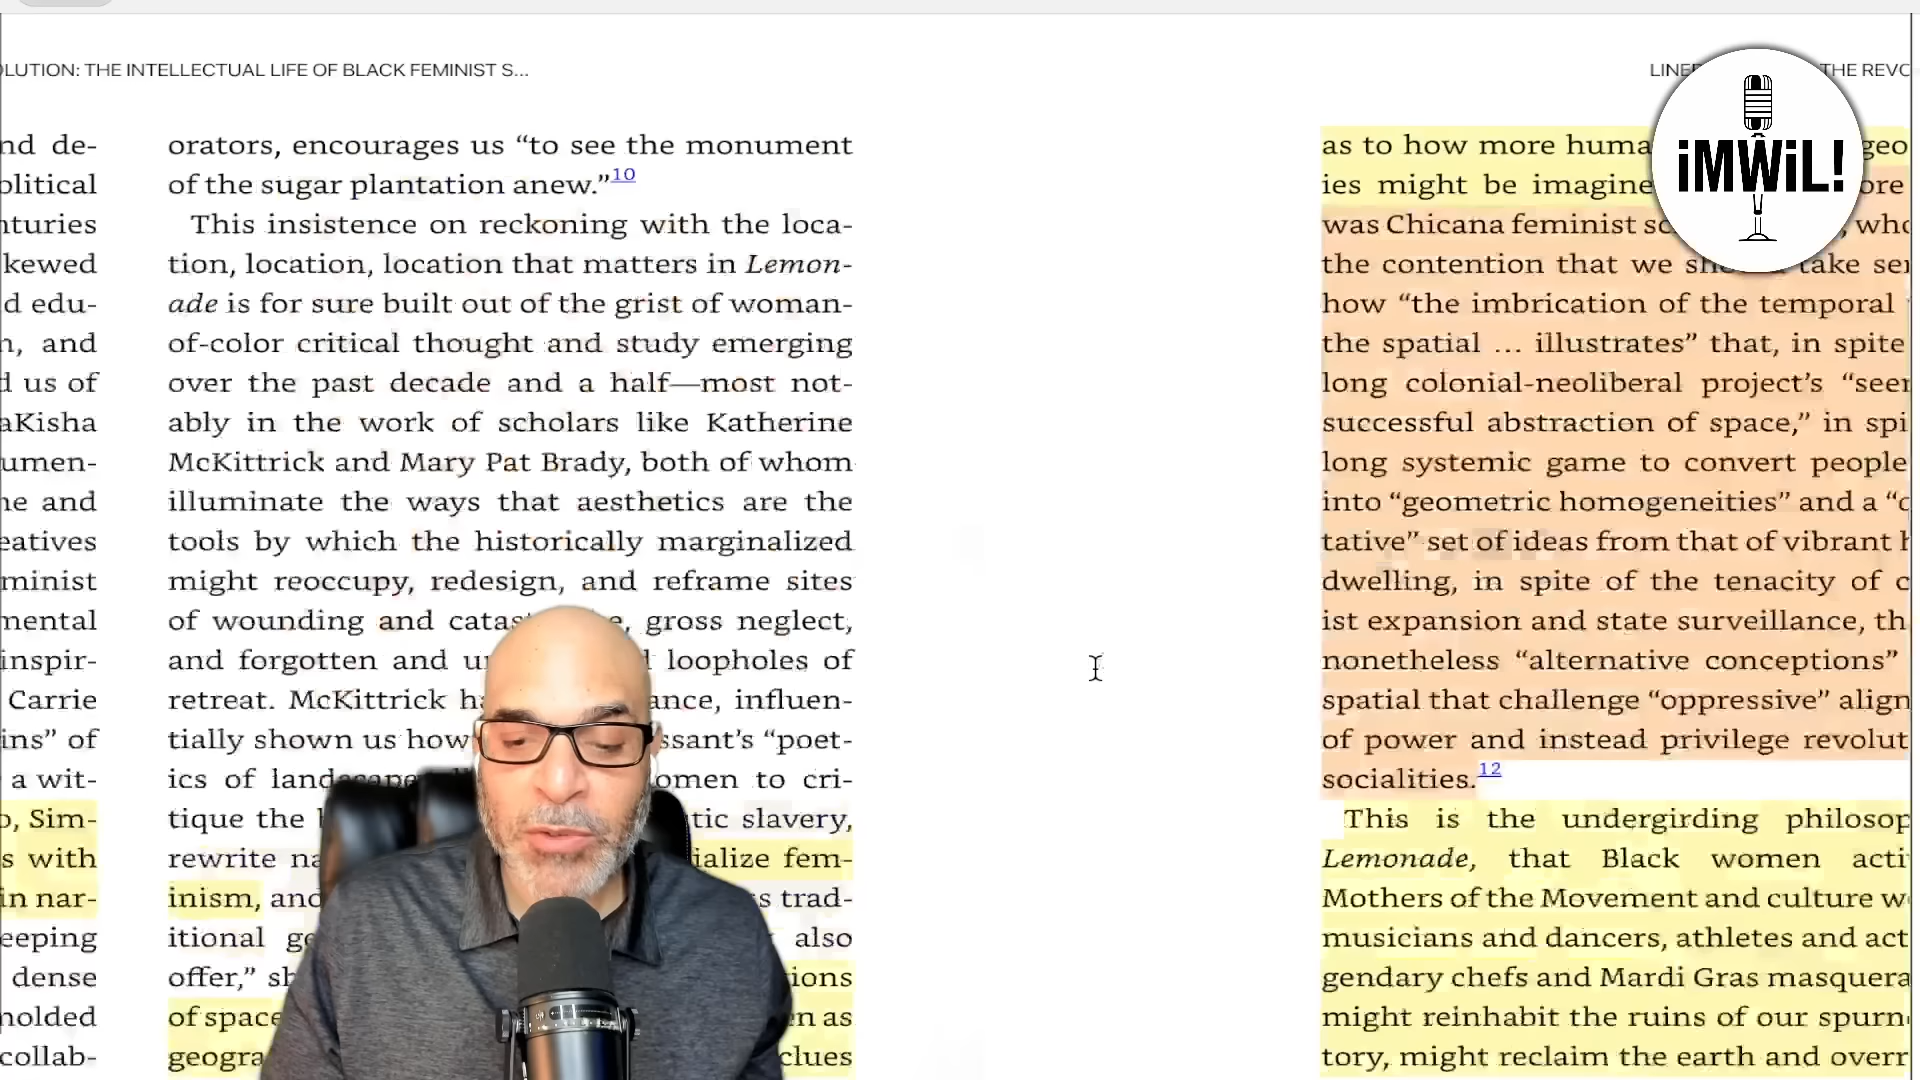 OLUTION: THE INTELLECTUAL LIFE OF BLACK FEMINIST S...
nd de-
olitical
nturies
kewed
d edu-
n, and
d us of
aKisha
umen-
ne and
eatives
minist
mental
inspir-
Carrie
ins” of
a wit-
o, Sim-
s with
in nar-
eeping
dense
nolded
collab-
orators, encourages us “to see the monument
of the sugar plantation anew.”10
This insistence on reckoning with the loca-
tion, location, location that matters in Lemon-
ade is for sure built out of the grist of woman-
of-color critical thought and study emerging
over the past decade and a half—most not-
ably in the work of scholars like Katherine
McKittrick and Mary Pat Brady, both of whom
illuminate the ways that aesthetics are the
tools by which the historically marginalized
might reoccupy, redesign, and reframe sites
of wounding and catas e, gross neglect,
and forgotten and u loopholes of
retreat. McKittrick h ance, influen-
tially shown us how ssant’s “poet-
ics of landscape omen to cri-
tique the tic slavery,
rewrite na ialize fem-
inism, and s trad-
itional ge also
offer,” sh ions
of space n as
geogra clues
LINE THE REVO
iMWiL!
as to how more huma geo
ies might be imagine ore
was Chicana feminist sc , who
the contention that we sh take ser
how “the imbrication of the temporal
the spatial ... illustrates” that, in spite
long colonial-neoliberal project’s “seer
successful abstraction of space,” in spi
long systemic game to convert people
into “geometric homogeneities” and a “
tative” set of ideas from that of vibrant
dwelling, in spite of the tenacity of c
ist expansion and state surveillance, th
nonetheless “alternative conceptions”
spatial that challenge “oppressive” align
of power and instead privilege revolut
socialities.12
This is the undergirding philosop
Lemonade, that Black women acti
Mothers of the Movement and culture w
musicians and dancers, athletes and act
gendary chefs and Mardi Gras masquera
might reinhabit the ruins of our spurn
tory, might reclaim the earth and overr